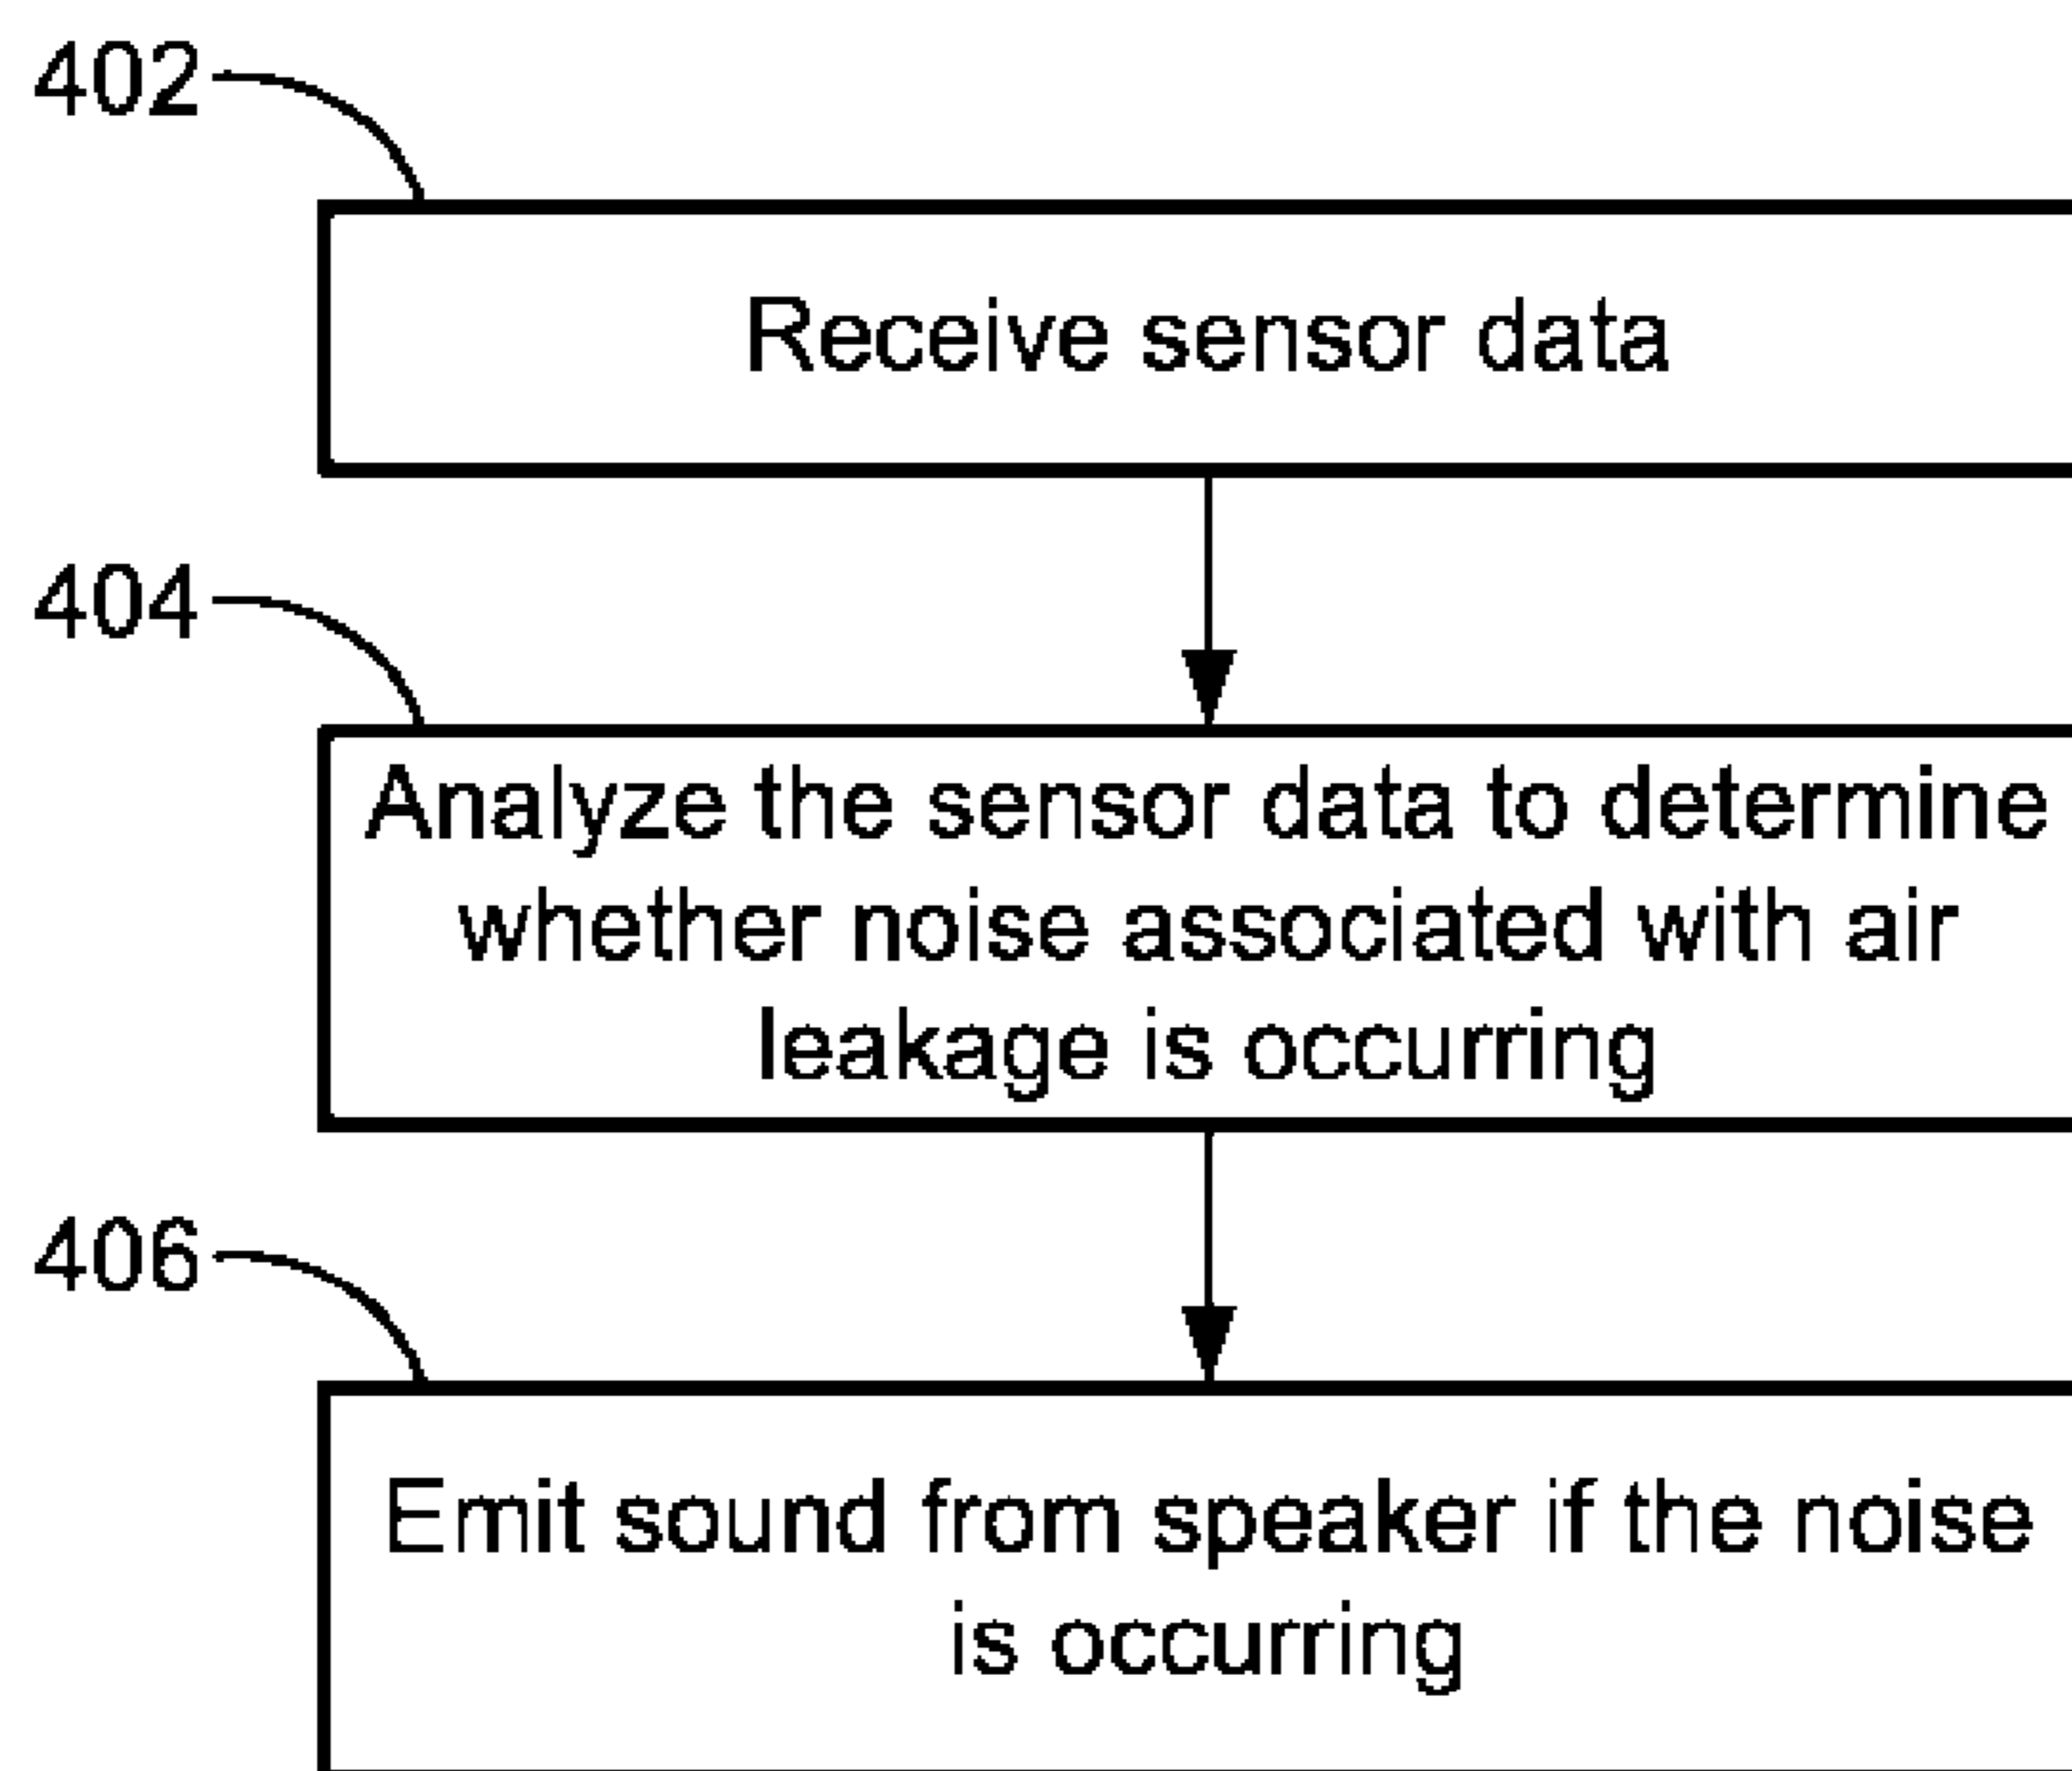 402
Receive sensor data
404
Analyze the sensor data to determine
whether noise associated with air
leakage is occurring
406
Emit sound from speaker if the noise
is occurring